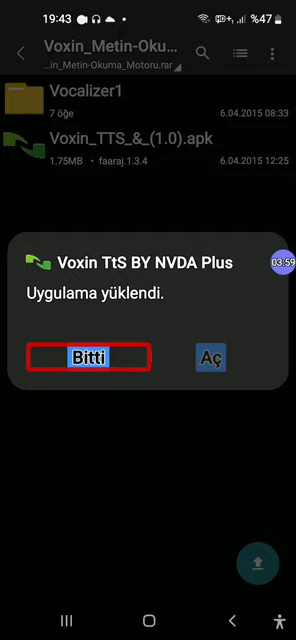 19:43
%47
Voxin_Metin-Oku...
...in_Metin-Okuma_Motoru.rar
Vocalizer1
7 öğe
6.04.2015 08:33
Voxin_TTS_&_(1.0).apk
1.75MB • faaraj.1.3.4
6.04.2015 12:25
Voxin TtS BY NVDA Plus
03:59
Uygulama yüklendi.
Bitti
Aç